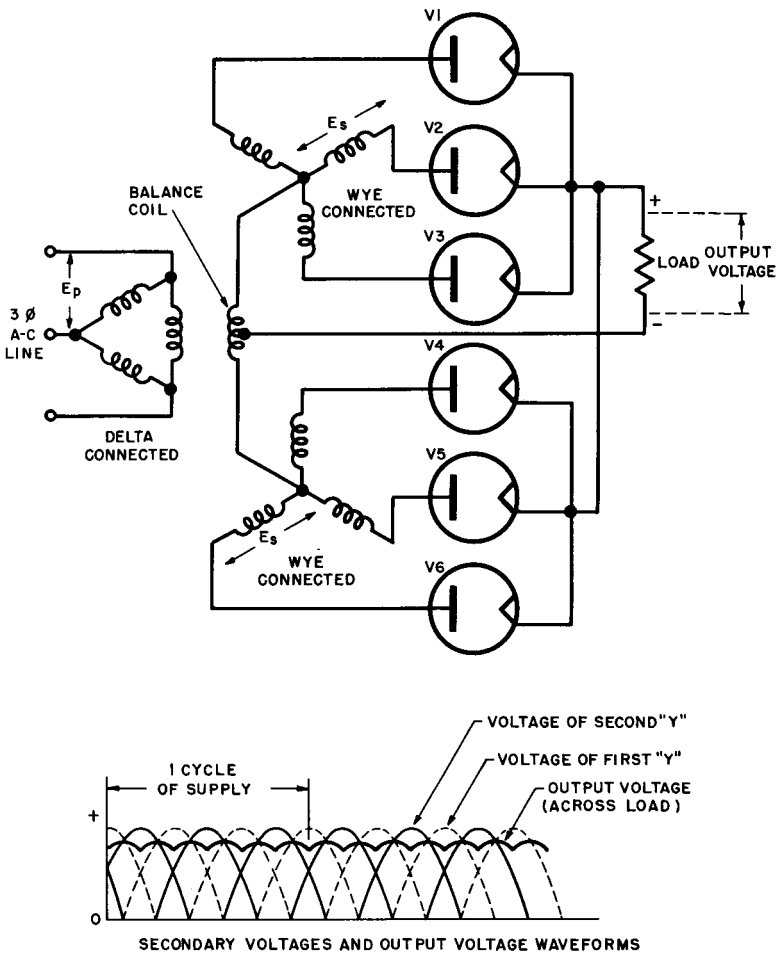 V1
Es
V2
BALANCE
COIL
WYE
CONNECTED
V3
+
LOAD
OUTPUT
VOLTAGE
-
Ep
3 Ø
A-C
LINE
V4
DELTA
CONNECTED
V5
Es
WYE
CONNECTED
V6
VOLTAGE OF SECOND "Y"
VOLTAGE OF FIRST "Y"
1 CYCLE
OF SUPPLY
OUTPUT VOLTAGE
(ACROSS LOAD)
+
0
SECONDARY VOLTAGES AND OUTPUT VOLTAGE WAVEFORMS